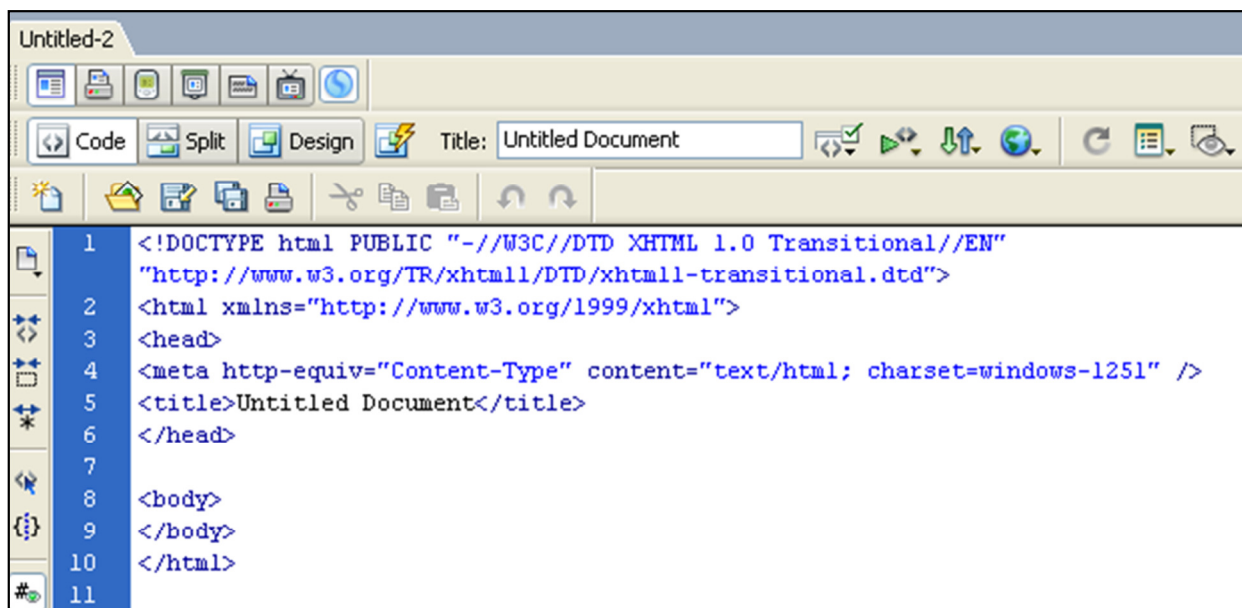 Untitled-2
Code Split Design Title: Untitled Document
1 <!DOCTYPE html PUBLIC "-//W3C//DTD XHTML 1.0 Transitional//EN"
"http://www.w3.org/TR/xhtml1/DTD/xhtml1-transitional.dtd">
2 <html xmlns="http://www.w3.org/1999/xhtml">
3 <head>
4 <meta http-equiv="Content-Type" content="text/html; charset=windows-1251" />
5 <title>Untitled Document</title>
6 </head>
7
8 <body>
9 </body>
10 </html>
11